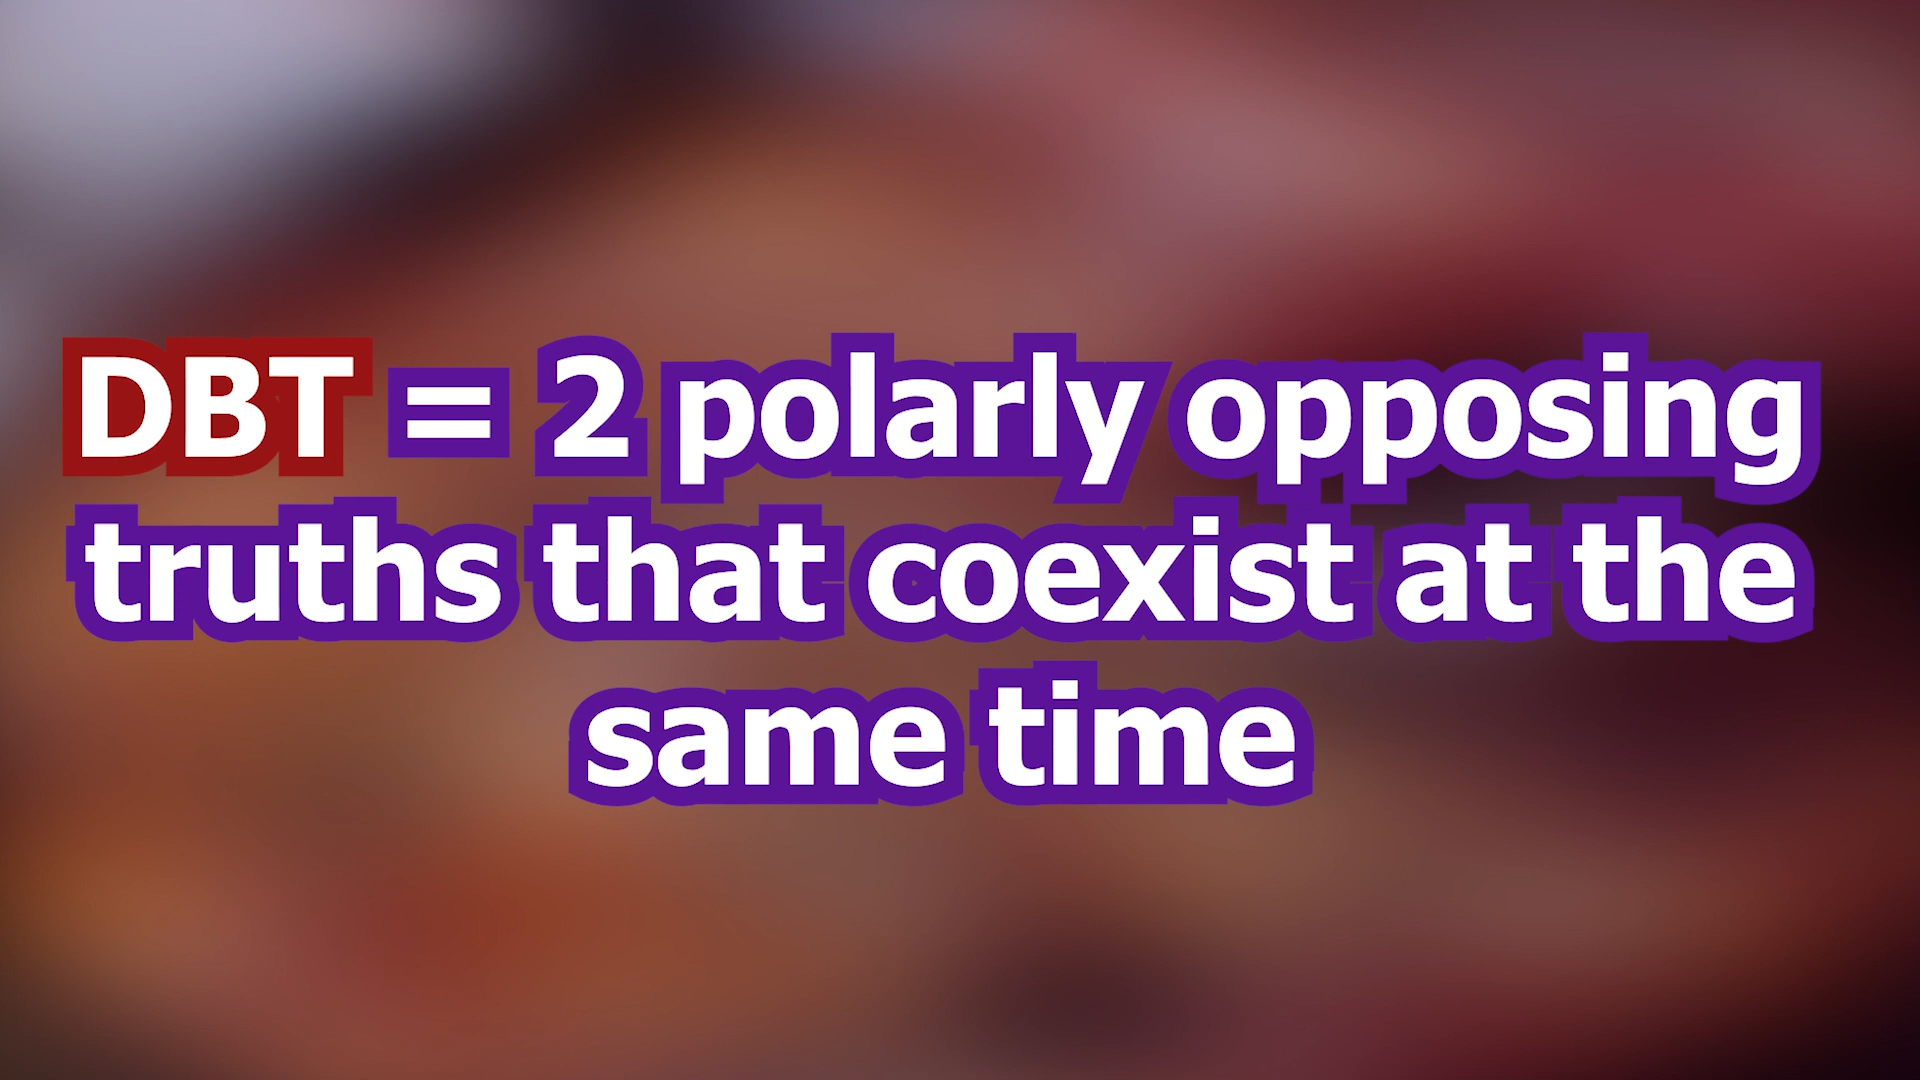 DBT = 2 polarly opposing
truths that coexist at the
same time